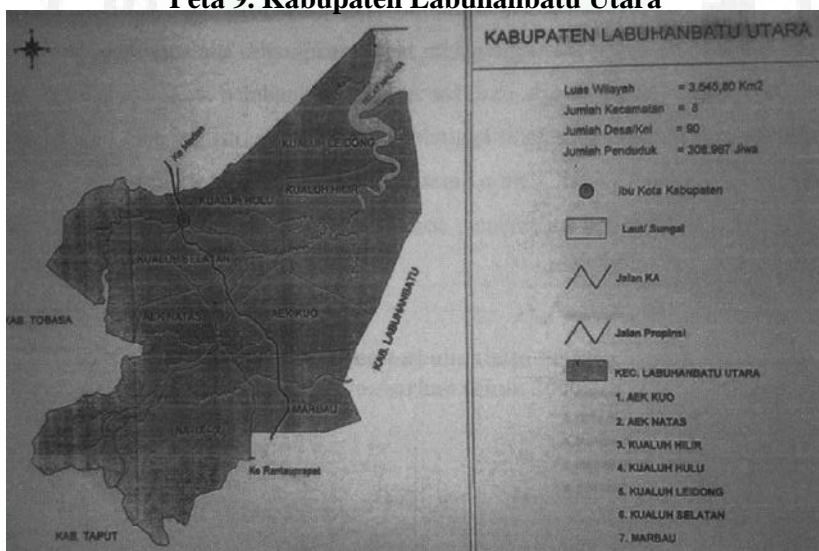 Peta 9. Kabupaten Labuhanbatu Utara
KABUPATEN LABUHANBATU UTARA
Luas Wilayah = 3.545,80 Km2
Jumlah Kecamatan = 8
Jumlah Desa/Kel = 90
Jumlah Penduduk = 308.987 Jiwa
Ibu Kota Kabupaten
Laut/ Sungai
Jalan KA
Jalan Propinsi
KEC. LABUHANBATU UTARA
1. AEK KUO
2. AEK NATAS
3. KUALUH HILIR
4. KUALUH HULU
5. KUALUH LEIDONG
6. KUALUH SELATAN
7. MARBAU
Ke Medan
KUALUH LEIDONG
KUALUH HILIR
KUALUH HULU
KUALUH SELATAN
AEK NATAS
AEK KUO
KAB. TOBASA
KAB. LABUHANBATU
MARBAU
Ke Rantauprapat
KAB. TAPUT